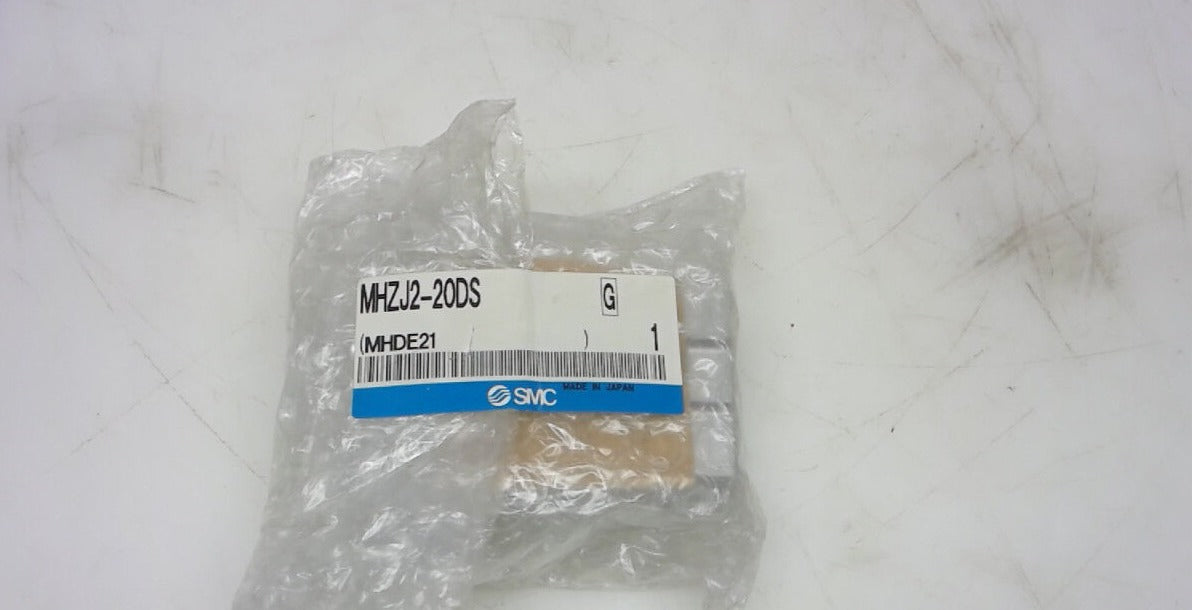 MHZJ2-20DS G
(MHDE21 ) 1
MADE IN JAPAN
SMC